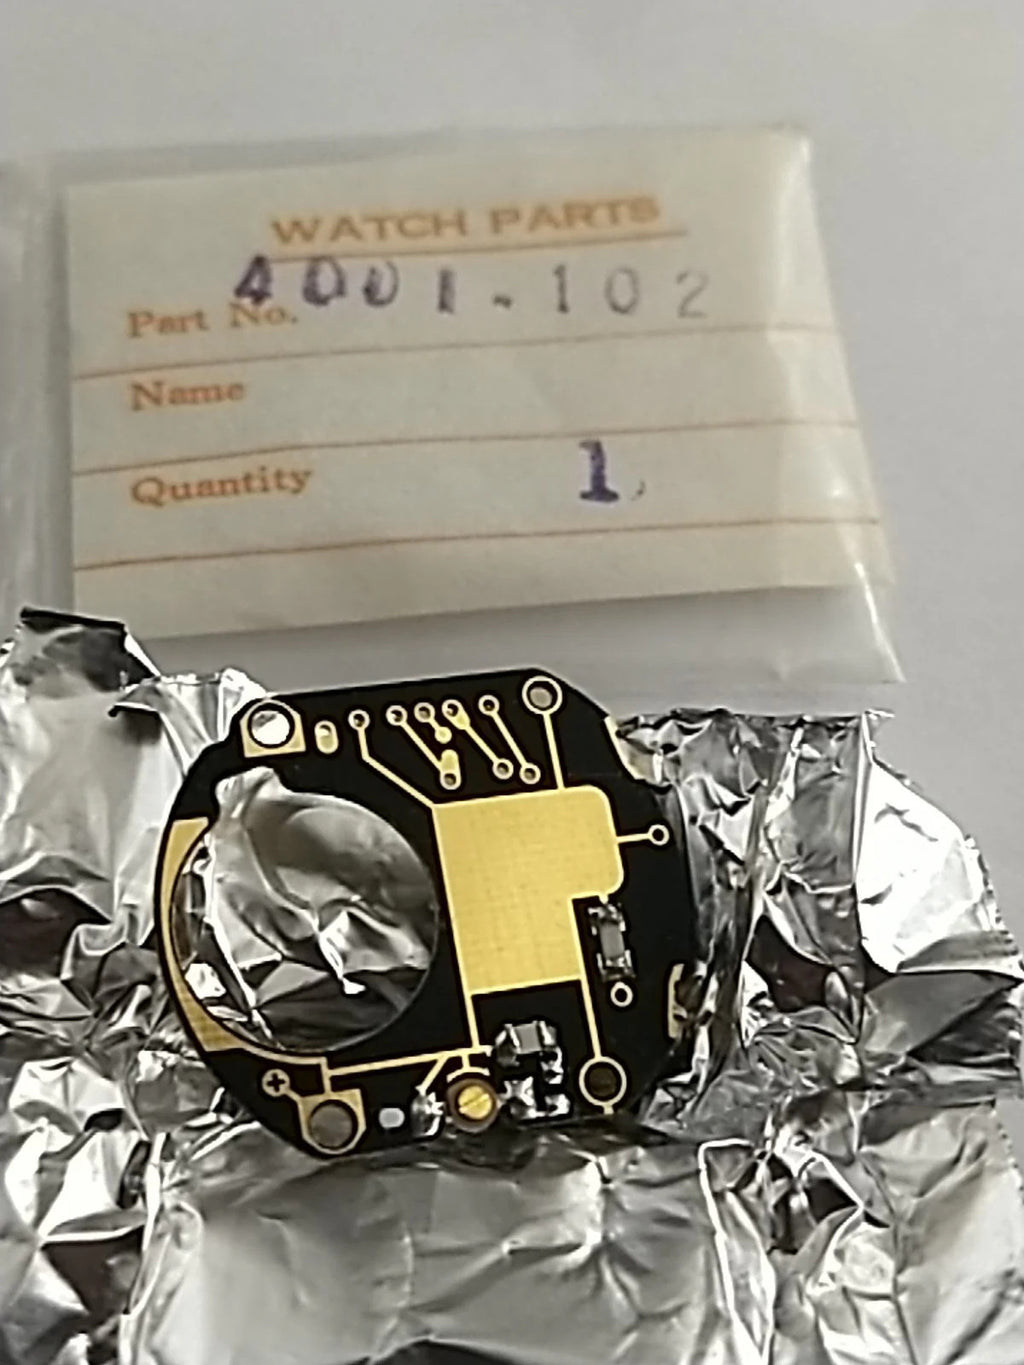 WATCH PARTS
Part No. 4001-102
Name
Quantity 1
+